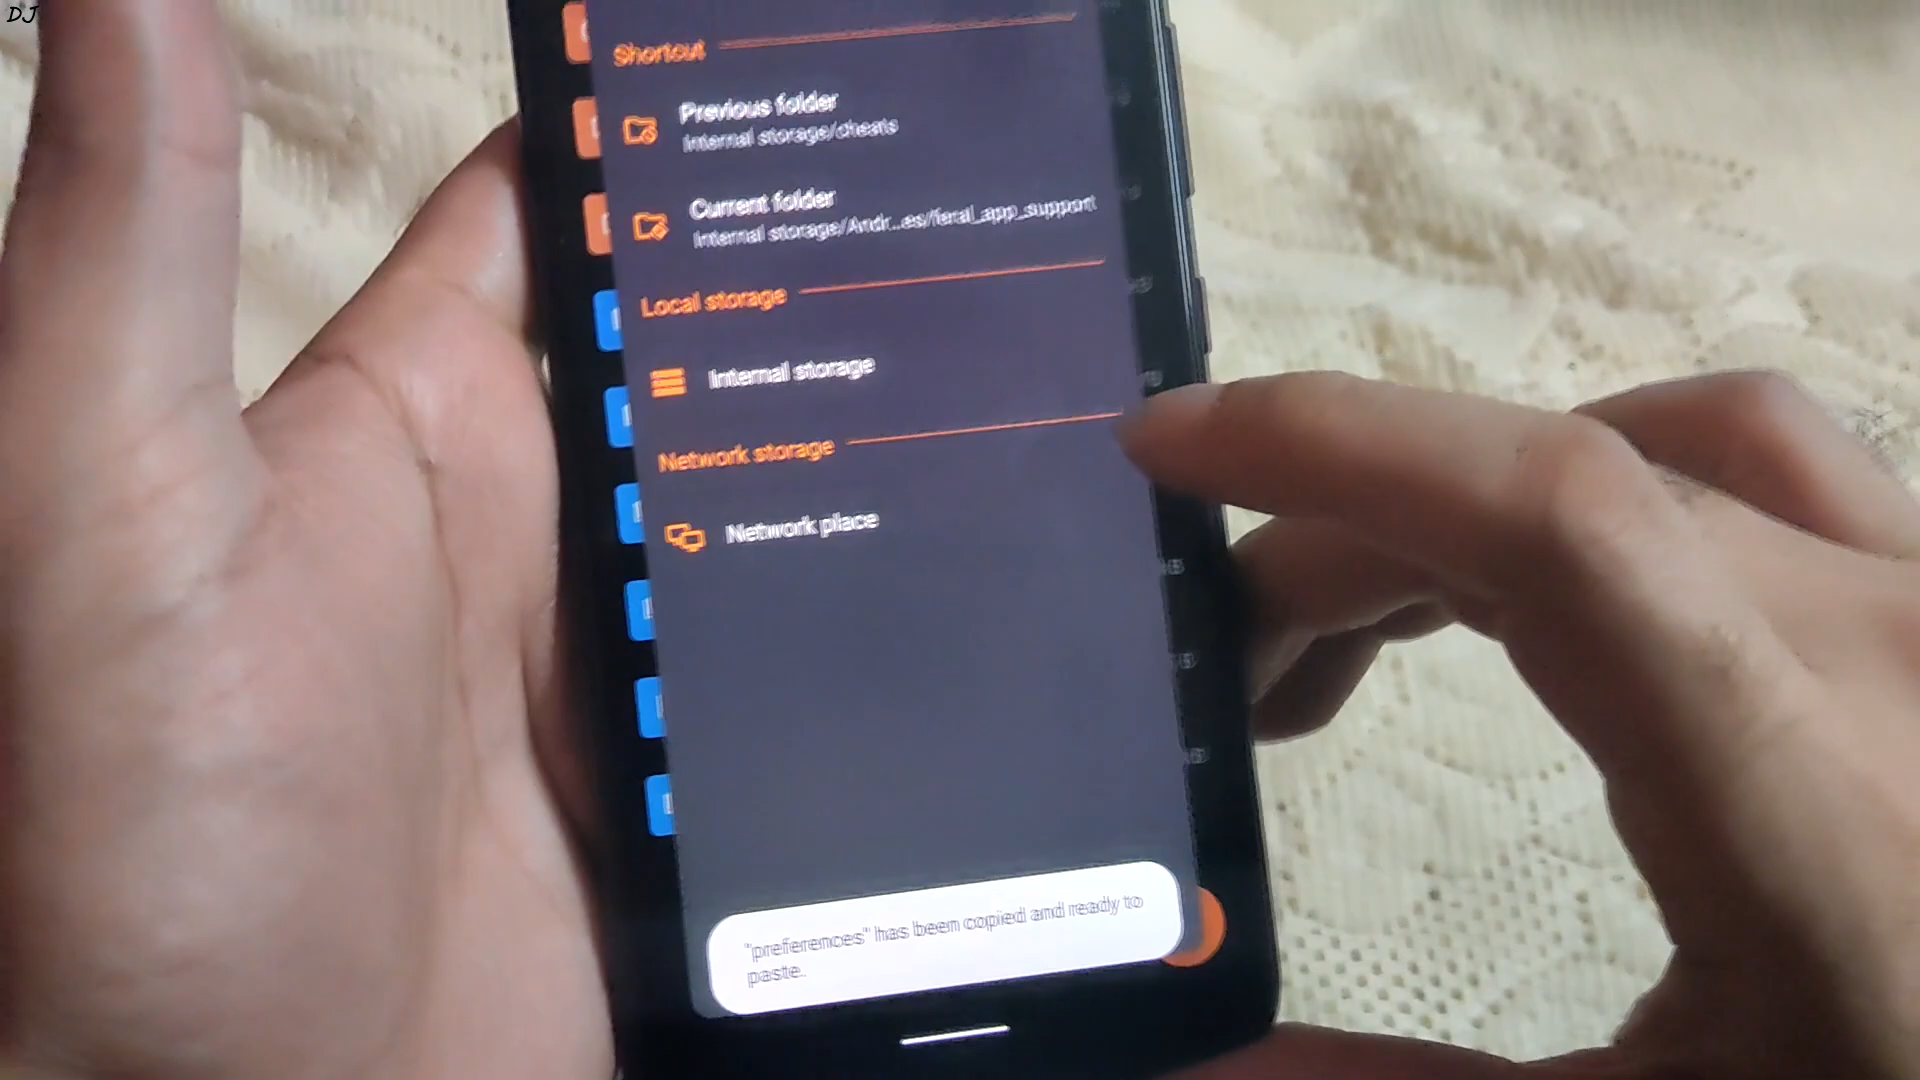 DJ
Shortcut
Previous folder
Internal storage/cheats
Current folder
Internal storage/Andr...es/feral_app_support
Local storage
Internal storage
Network storage
Network place
"preferences" has been copied and ready to
paste.